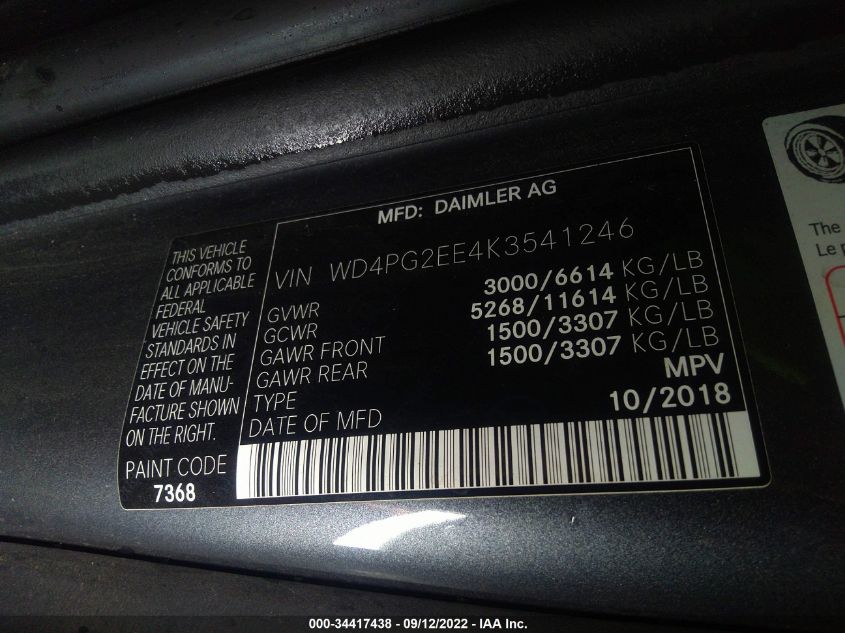 MFD: DAIMLER AG
THIS VEHICLE
CONFORMS TO
ALL APPLICABLE
FEDERAL
VEHICLE SAFETY
STANDARDS IN
EFFECT ON THE
DATE OF MANU-
FACTURE SHOWN
ON THE RIGHT.
PAINT CODE
7368
VIN WD4PG2EE4K3541246
GVWR 3000/6614 KG/LB
GCWR 5268/11614 KG/LB
GAWR FRONT 1500/3307 KG/LB
GAWR REAR 1500/3307 KG/LB
TYPE MPV
DATE OF MFD 10/2018
The
Le p
000-34417438 - 09/12/2022 - IAA Inc.